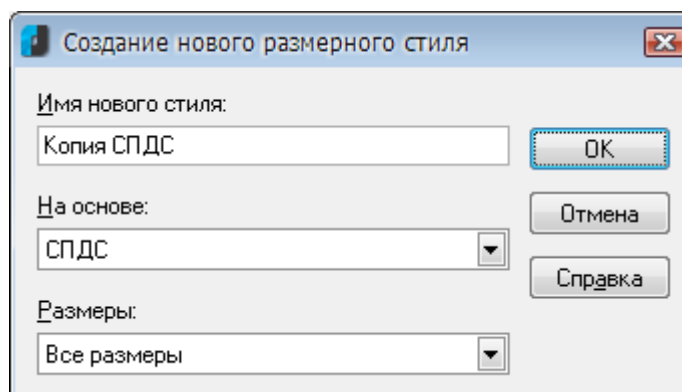 Создание нового размерного стиля
Имя нового стиля:
Копия СПДС
OK
На основе:
Отмена
СПДС
Справка
Размеры:
Все размеры